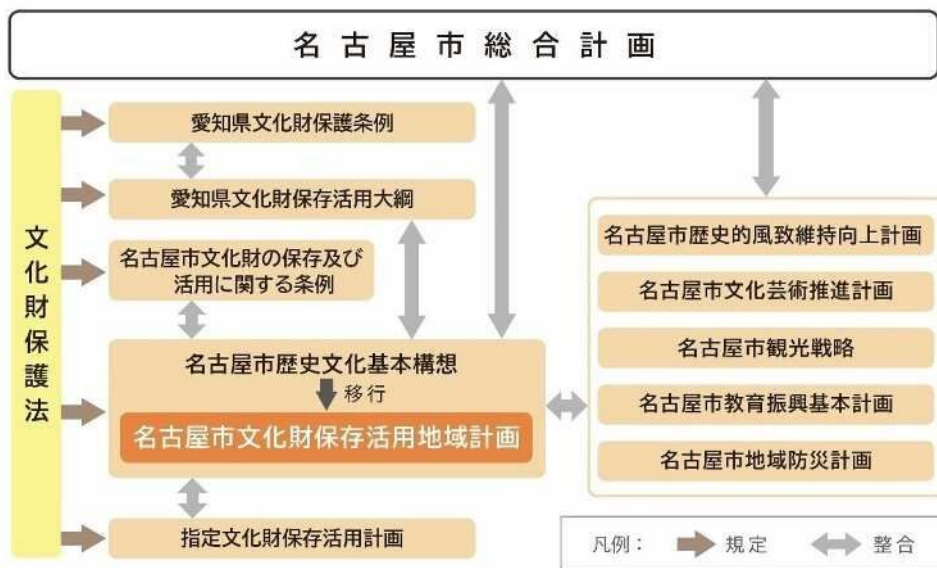 名古屋市総合計画
文化財保護法
愛知県文化財保護条例
愛知県文化財保存活用大綱
名古屋市文化財の保存及び
活用に関する条例
名古屋市歴史文化基本構想
移行
名古屋市文化財保存活用地域計画
指定文化財保存活用計画
名古屋市歴史的風致維持向上計画
名古屋市文化芸術推進計画
名古屋市観光戦略
名古屋市教育振興基本計画
名古屋市地域防災計画
凡例： 規定 整合